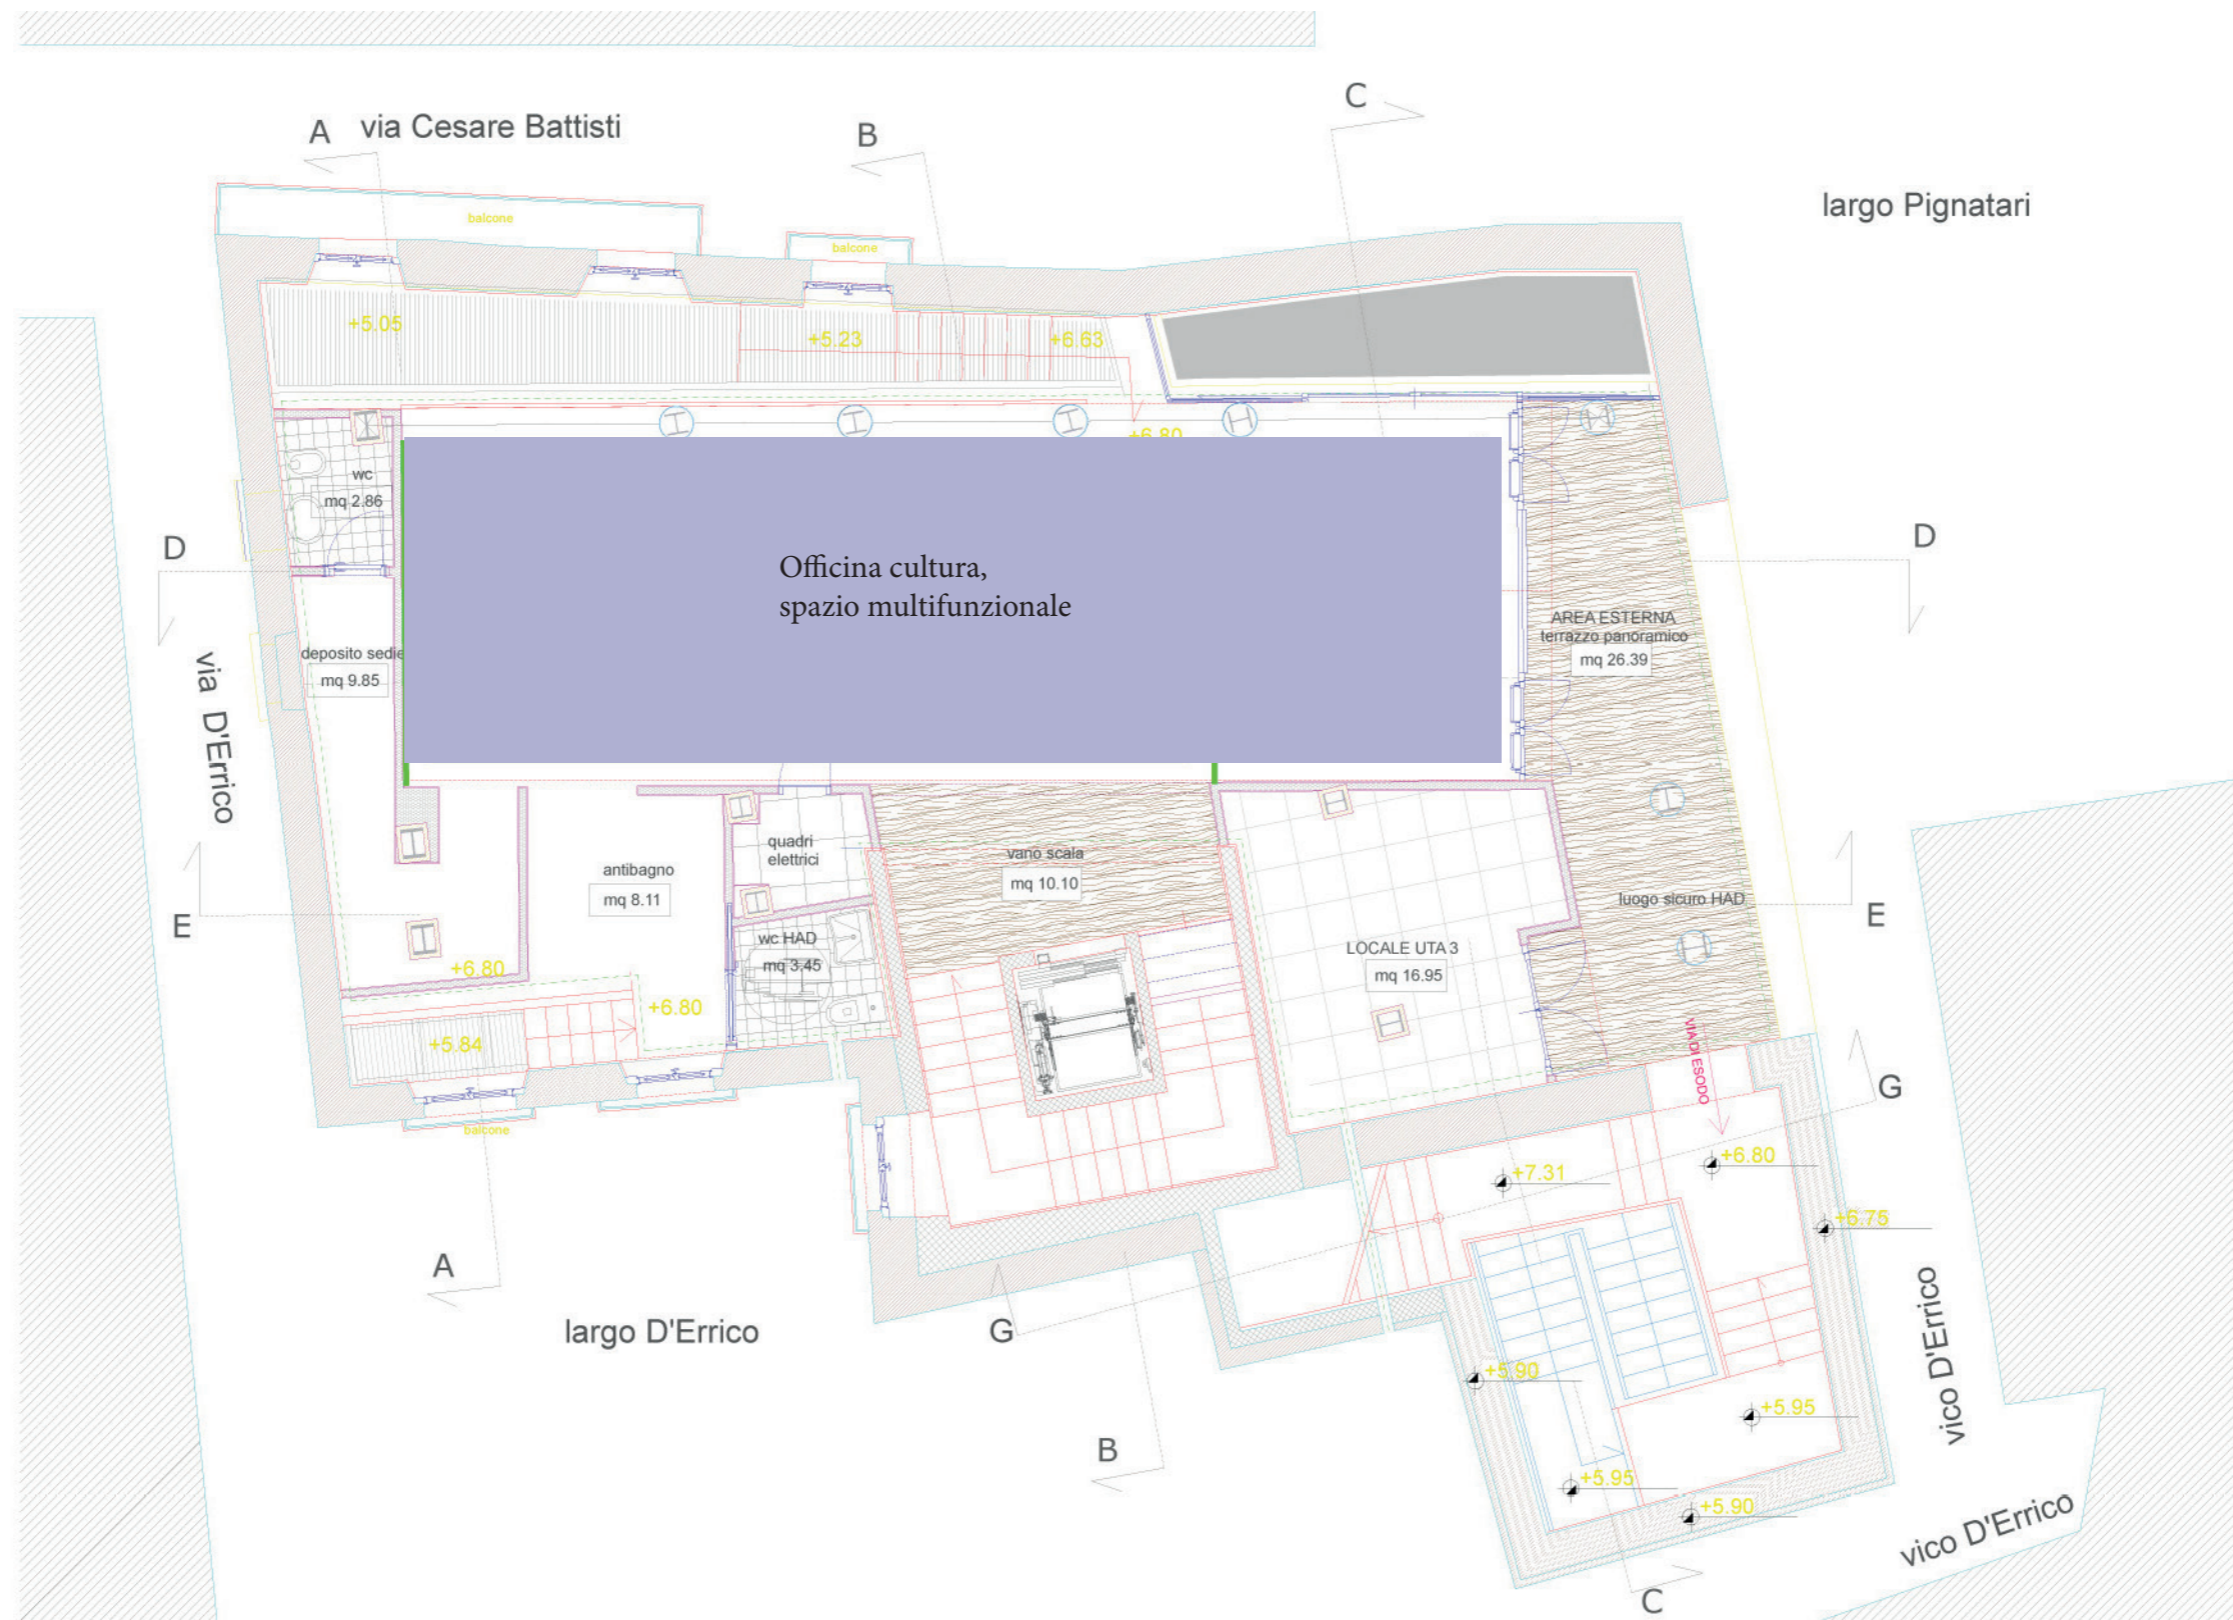 C
via Cesare Battisti
A
B
largo Pignatari
balcone
balcone
+5.05
+5.23
+6.63
+6.80
wc
mq 2.86
D
D
Officina cultura,
spazio multifunzionale
AREA ESTERNA
terrazzo panoramico
mq 26.39
deposito sedie
mq 9.85
via D'Errico
quadri
elettrici
vano scala
mq 10.10
antibagno
mq 8.11
luogo sicuro HAD
E
E
wc HAD
mq 3.45
LOCALE UTA 3
mq 16.95
+6.80
+6.80
+5.84
VIA DI ESODO
G
balcone
+6.80
+7.31
+6.75
A
largo D'Errico
G
vico D'Errico
+5.90
+5.95
B
+5.95
+5.90
vico D'Errico
C